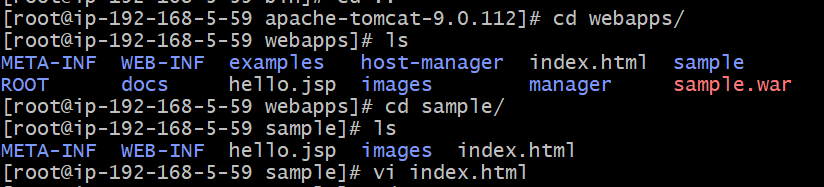 [root@ip-192-168-5-59 apache-tomcat-9.0.112]# cd webapps/
[root@ip-192-168-5-59 webapps]# ls
META-INF  WEB-INF  examples  host-manager  index.html  sample
ROOT      docs     hello.jsp  images       manager     sample.war
[root@ip-192-168-5-59 webapps]# cd sample/
[root@ip-192-168-5-59 sample]# ls
META-INF  WEB-INF  hello.jsp  images  index.html
[root@ip-192-168-5-59 sample]# vi index.html